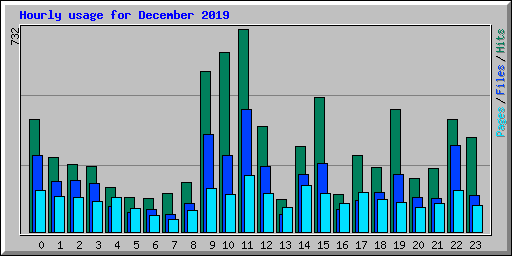 Hourly usage for December 2019
732
Pages / Files / Hits
0 1 2 3 4 5 6 7 8 9 10 11 12 13 14 15 16 17 18 19 20 21 22 23